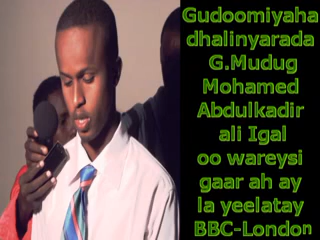 Gudoomiyaha
dhalinyarada
G.Mudug
Mohamed
Abdulkadir
ali Igal
oo wareysi
gaar ah ay
la yeelatay
BBC-London